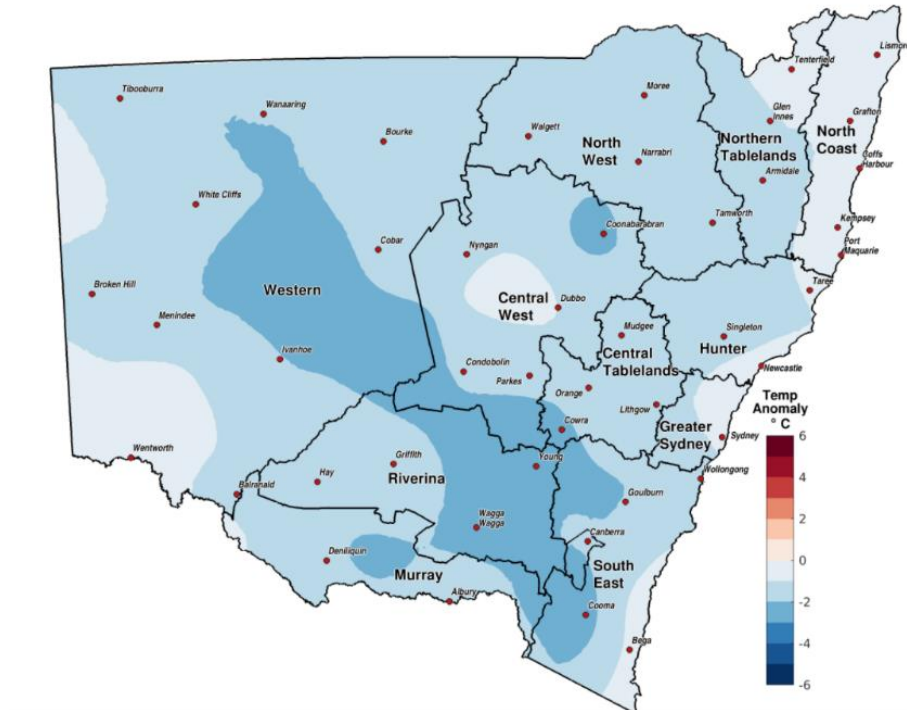 Tibooburra
Wanaaring
Bourke
White Cliffs
Cobar
Broken Hill
Menindee
Western
Ivanhoe
Wentworth
Balranald
Moree
Walgett
North
West
Narrabri
Tamworth
Coonabarabran
Nyngan
Central
West
Dubbo
Condobolin
Parkes
Tenterfield
Glen
Innes
Northern
Tablelands
Armidale
Lismore
Grafton
North
Coast
Coffs
Harbour
Kempsey
Port
Maquarie
Taree
Mudgee
Central
Tablelands
Orange
Lithgow
Cowra
Singleton
Hunter
Newcastle
Greater
Sydney
Sydney
Wollongong
Griffith
Hay
Riverina
Young
Wagga
Wagga
Deniliquin
Murray
Albury
Goulburn
Canberra
South
East
Cooma
Bega
Temp
Anomaly
° C
6
4
2
0
-2
-4
-6